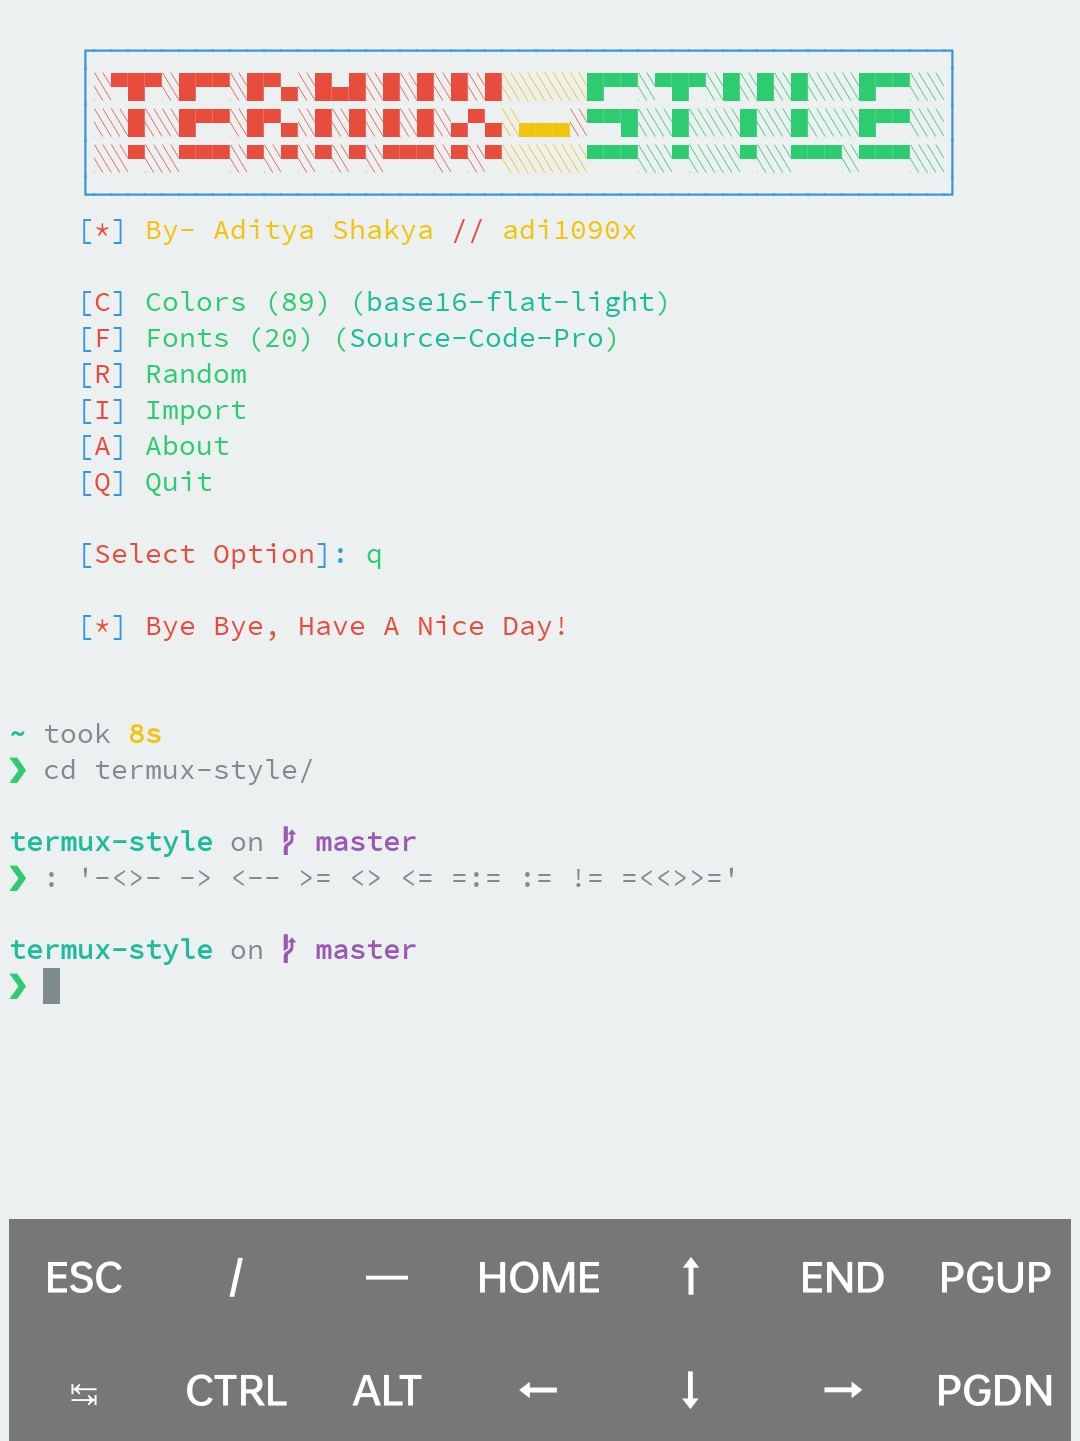 TERMUX_STYLE
[*] By- Aditya Shakya // adi1090x
[C] Colors (89) (base16-flat-light)
[F] Fonts (20) (Source-Code-Pro)
[R] Random
[I] Import
[A] About
[Q] Quit
[Select Option]: q
[*] Bye Bye, Have A Nice Day!
~ took 8s
❯ cd termux-style/
termux-style on master
❯ : '-<>- -> <-- >= <> <= =:= := != =<<>>='
termux-style on master
❯
ESC / — HOME ↑ END PGUP
↹ CTRL ALT ← ↓ → PGDN